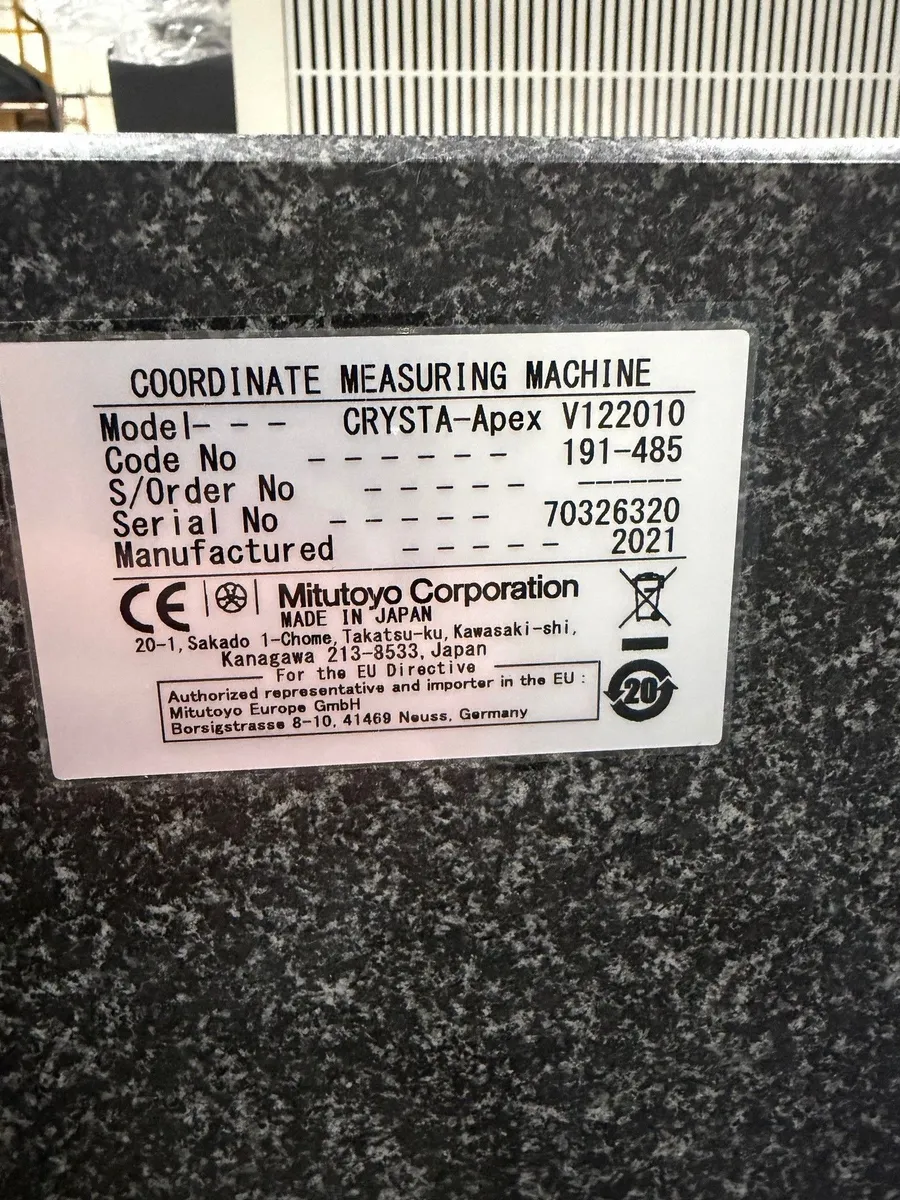 COORDINATE MEASURING MACHINE
Model- - - CRYSTA-Apex V122010
Code No - - - - - - 191-485
S/Order No - - - - - ------
Serial No - - - - - 70326320
Manufactured - - - - - 2021
CE Mitutoyo Corporation
MADE IN JAPAN
20-1, Sakado 1-Chome, Takatsu-ku, Kawasaki-shi,
Kanagawa 213-8533, Japan
For the EU Directive
Authorized representative and importer in the EU :
Mitutoyo Europe GmbH
Borsigstrasse 8-10, 41469 Neuss, Germany
20